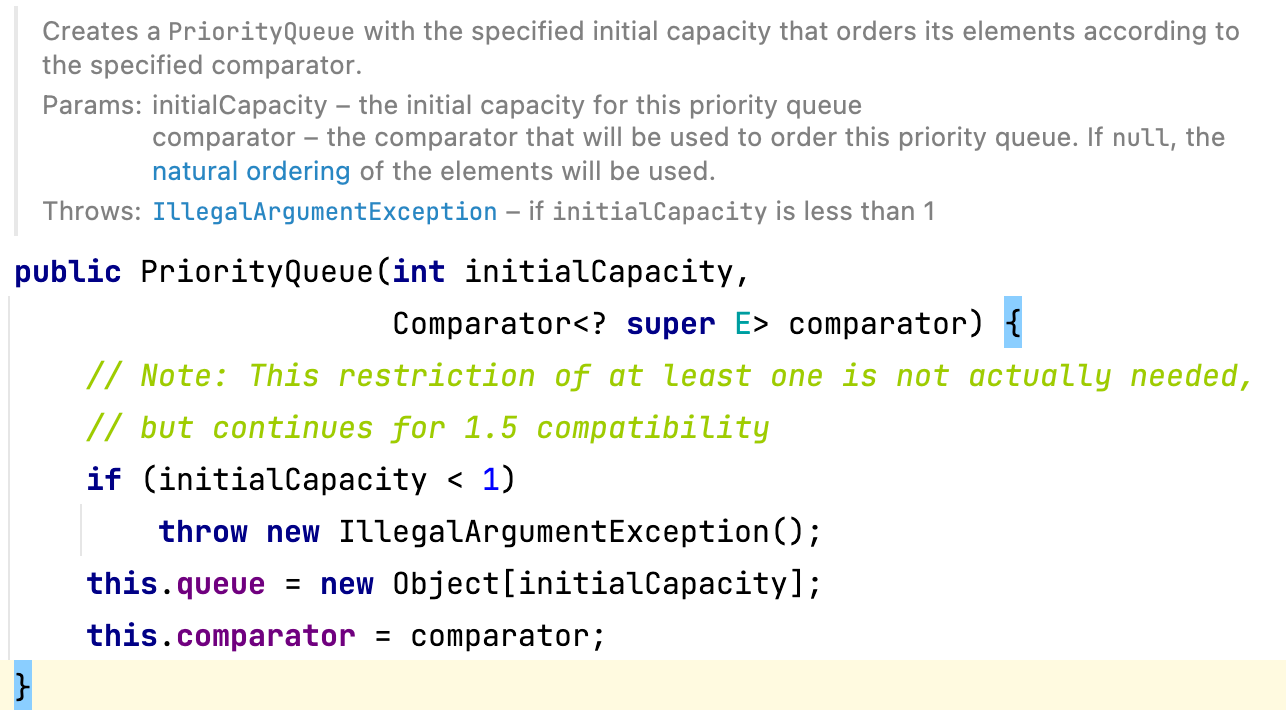 Creates a PriorityQueue with the specified initial capacity that orders its elements according to
the specified comparator.
Params: initialCapacity – the initial capacity for this priority queue
comparator – the comparator that will be used to order this priority queue. If null, the
natural ordering of the elements will be used.
Throws: IllegalArgumentException – if initialCapacity is less than 1
public PriorityQueue(int initialCapacity,
Comparator<? super E> comparator) {
// Note: This restriction of at least one is not actually needed,
// but continues for 1.5 compatibility
if (initialCapacity < 1)
throw new IllegalArgumentException();
this.queue = new Object[initialCapacity];
this.comparator = comparator;
}